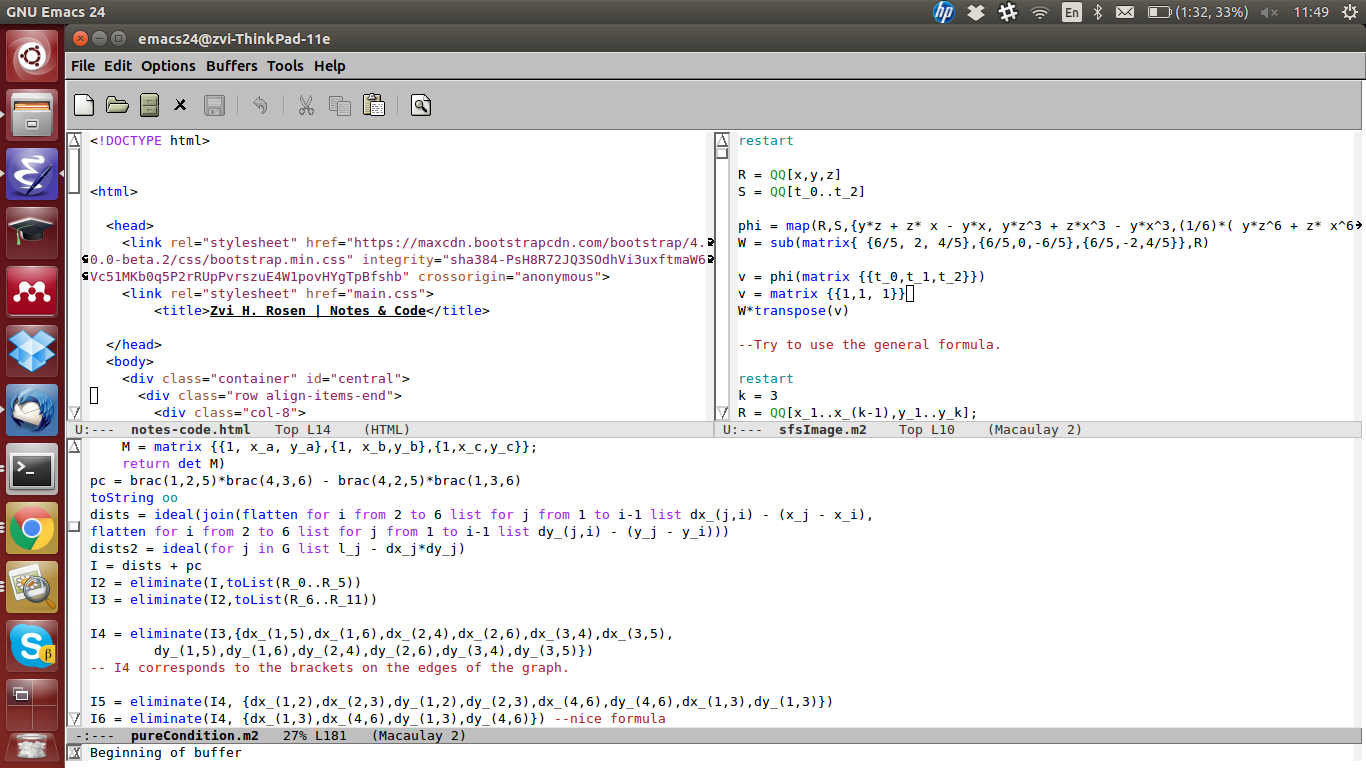 GNU Emacs 24
En
(1:32, 33%)
11:49
emacs24@zvi-ThinkPad-11e
File Edit Options Buffers Tools Help
<!DOCTYPE html>
<html>
<head>
<link rel="stylesheet" href="https://maxcdn.bootstrapcdn.com/bootstrap/4.
0.0-beta.2/css/bootstrap.min.css" integrity="sha384-PsH8R72JQ3SOdhVi3uxftmaW6
Vc51MKb0q5P2rRUpPvrszuE4W1povHYgTpBfshb" crossorigin="anonymous">
<link rel="stylesheet" href="main.css">
<title>Zvi H. Rosen | Notes & Code</title>
</head>
<body>
<div class="container" id="central">
<div class="row align-items-end">
<div class="col-8">
U:--- notes-code.html Top L14 (HTML)
restart
R = QQ[x,y,z]
S = QQ[t_0..t_2]
phi = map(R,S,{y*z + z* x - y*x, y*z^3 + z*x^3 - y*x^3,(1/6)*( y*z^6 + z* x^6
W = sub(matrix{ {6/5, 2, 4/5},{6/5,0,-6/5},{6/5,-2,4/5}},R)
v = phi(matrix {{t_0,t_1,t_2}})
v = matrix {{1,1, 1}}
W*transpose(v)
--Try to use the general formula.
restart
k = 3
R = QQ[x_1..x_(k-1),y_1..y_k];
U:--- sfsImage.m2 Top L10 (Macaulay 2)
M = matrix {{1, x_a, y_a},{1, x_b,y_b},{1,x_c,y_c}};
return det M)
pc = brac(1,2,5)*brac(4,3,6) - brac(4,2,5)*brac(1,3,6)
toString oo
dists = ideal(join(flatten for i from 2 to 6 list for j from 1 to i-1 list dx_(j,i) - (x_j - x_i),
flatten for i from 2 to 6 list for j from 1 to i-1 list dy_(j,i) - (y_j - y_i)))
dists2 = ideal(for j in G list l_j - dx_j*dy_j)
I = dists + pc
I2 = eliminate(I,toList(R_0..R_5))
I3 = eliminate(I2,toList(R_6..R_11))
I4 = eliminate(I3,{dx_(1,5),dx_(1,6),dx_(2,4),dx_(2,6),dx_(3,4),dx_(3,5),
dy_(1,5),dy_(1,6),dy_(2,4),dy_(2,6),dy_(3,4),dy_(3,5)})
-- I4 corresponds to the brackets on the edges of the graph.
I5 = eliminate(I4, {dx_(1,2),dx_(2,3),dy_(1,2),dy_(2,3),dx_(4,6),dy_(4,6),dx_(1,3),dy_(1,3)})
I6 = eliminate(I4, {dx_(1,3),dx_(4,6),dy_(1,3),dy_(4,6)}) --nice formula
-:--- pureCondition.m2 27% L181 (Macaulay 2)
Beginning of buffer